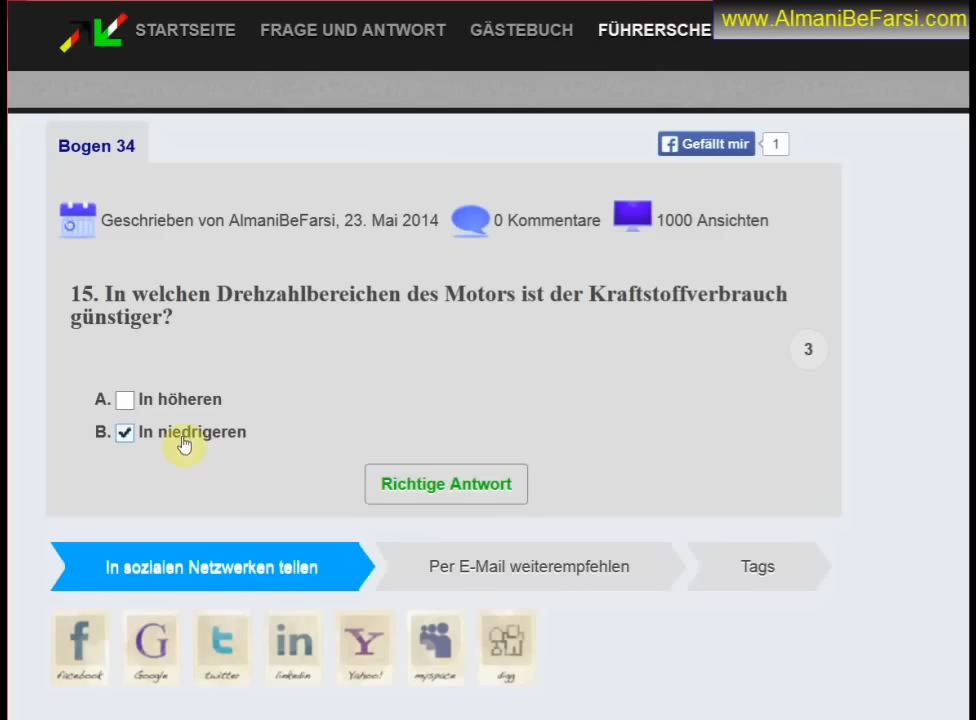 www.AlmaniBeFarsi.com
STARTSEITE FRAGE UND ANTWORT GÄSTEBUCH FÜHRERSCHE
Bogen 34
Gefällt mir 1
Geschrieben von AlmaniBeFarsi, 23. Mai 2014 0 Kommentare 1000 Ansichten
15. In welchen Drehzahlbereichen des Motors ist der Kraftstoffverbrauch
günstiger?
3
A. In höheren
B. In niedrigeren
Richtige Antwort
In sozialen Netzwerken teilen Per E-Mail weiterempfehlen Tags
facebook Google twitter linkedin Yahoo! myspace digg